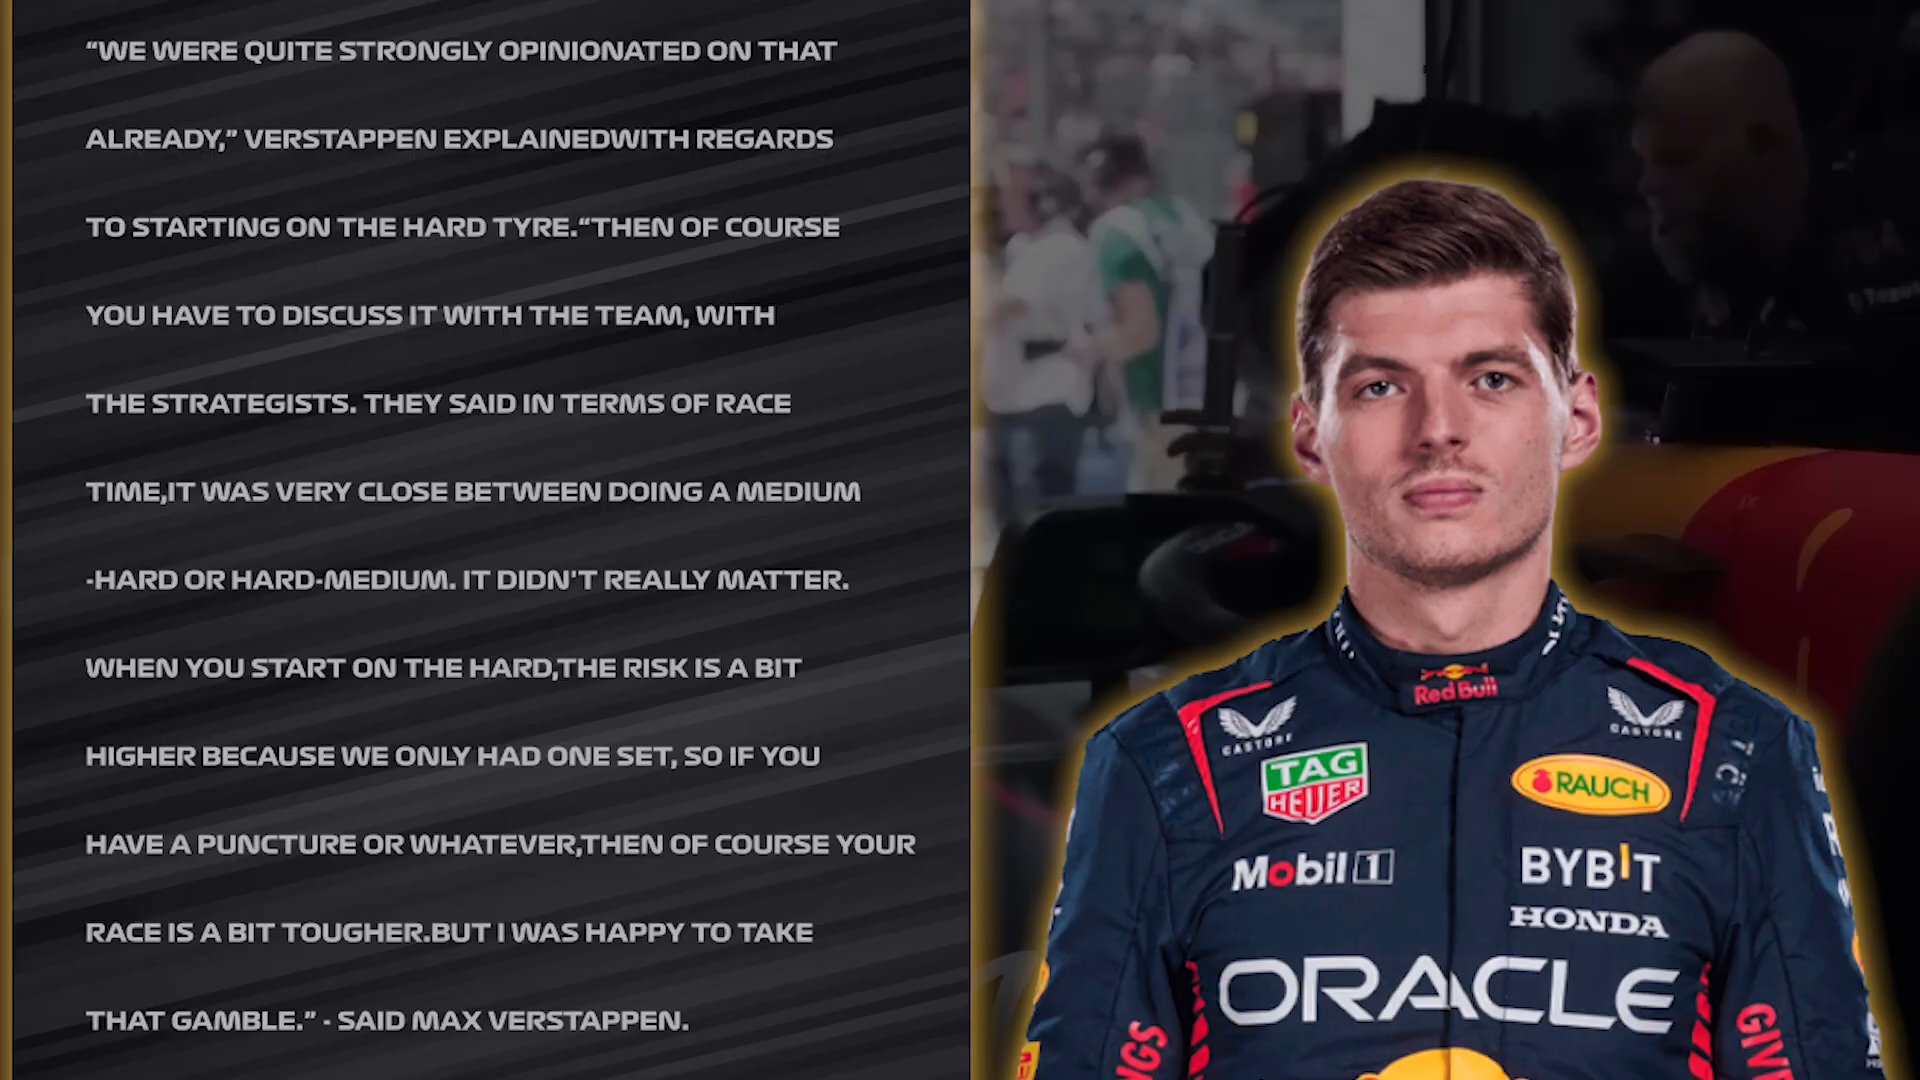 “WE WERE QUITE STRONGLY OPINIONATED ON THAT
ALREADY,” VERSTAPPEN EXPLAINEDWITH REGARDS
TO STARTING ON THE HARD TYRE.“THEN OF COURSE
YOU HAVE TO DISCUSS IT WITH THE TEAM, WITH
THE STRATEGISTS. THEY SAID IN TERMS OF RACE
TIME,IT WAS VERY CLOSE BETWEEN DOING A MEDIUM
-HARD OR HARD-MEDIUM. IT DIDN'T REALLY MATTER.
WHEN YOU START ON THE HARD,THE RISK IS A BIT
HIGHER BECAUSE WE ONLY HAD ONE SET, SO IF YOU
HAVE A PUNCTURE OR WHATEVER,THEN OF COURSE YOUR
RACE IS A BIT TOUGHER.BUT I WAS HAPPY TO TAKE
THAT GAMBLE.” - SAID MAX VERSTAPPEN.
Red Bull
CASTORE
CASTORE
TAG
HEUER
RAUCH
Mobil 1
BYBIT
HONDA
ORACLE
NGS
GIV